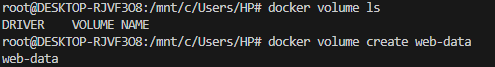 root@DESKTOP-RJVF3O8:/mnt/c/Users/HP# docker volume ls
DRIVER    VOLUME NAME
root@DESKTOP-RJVF3O8:/mnt/c/Users/HP# docker volume create web-data
web-data